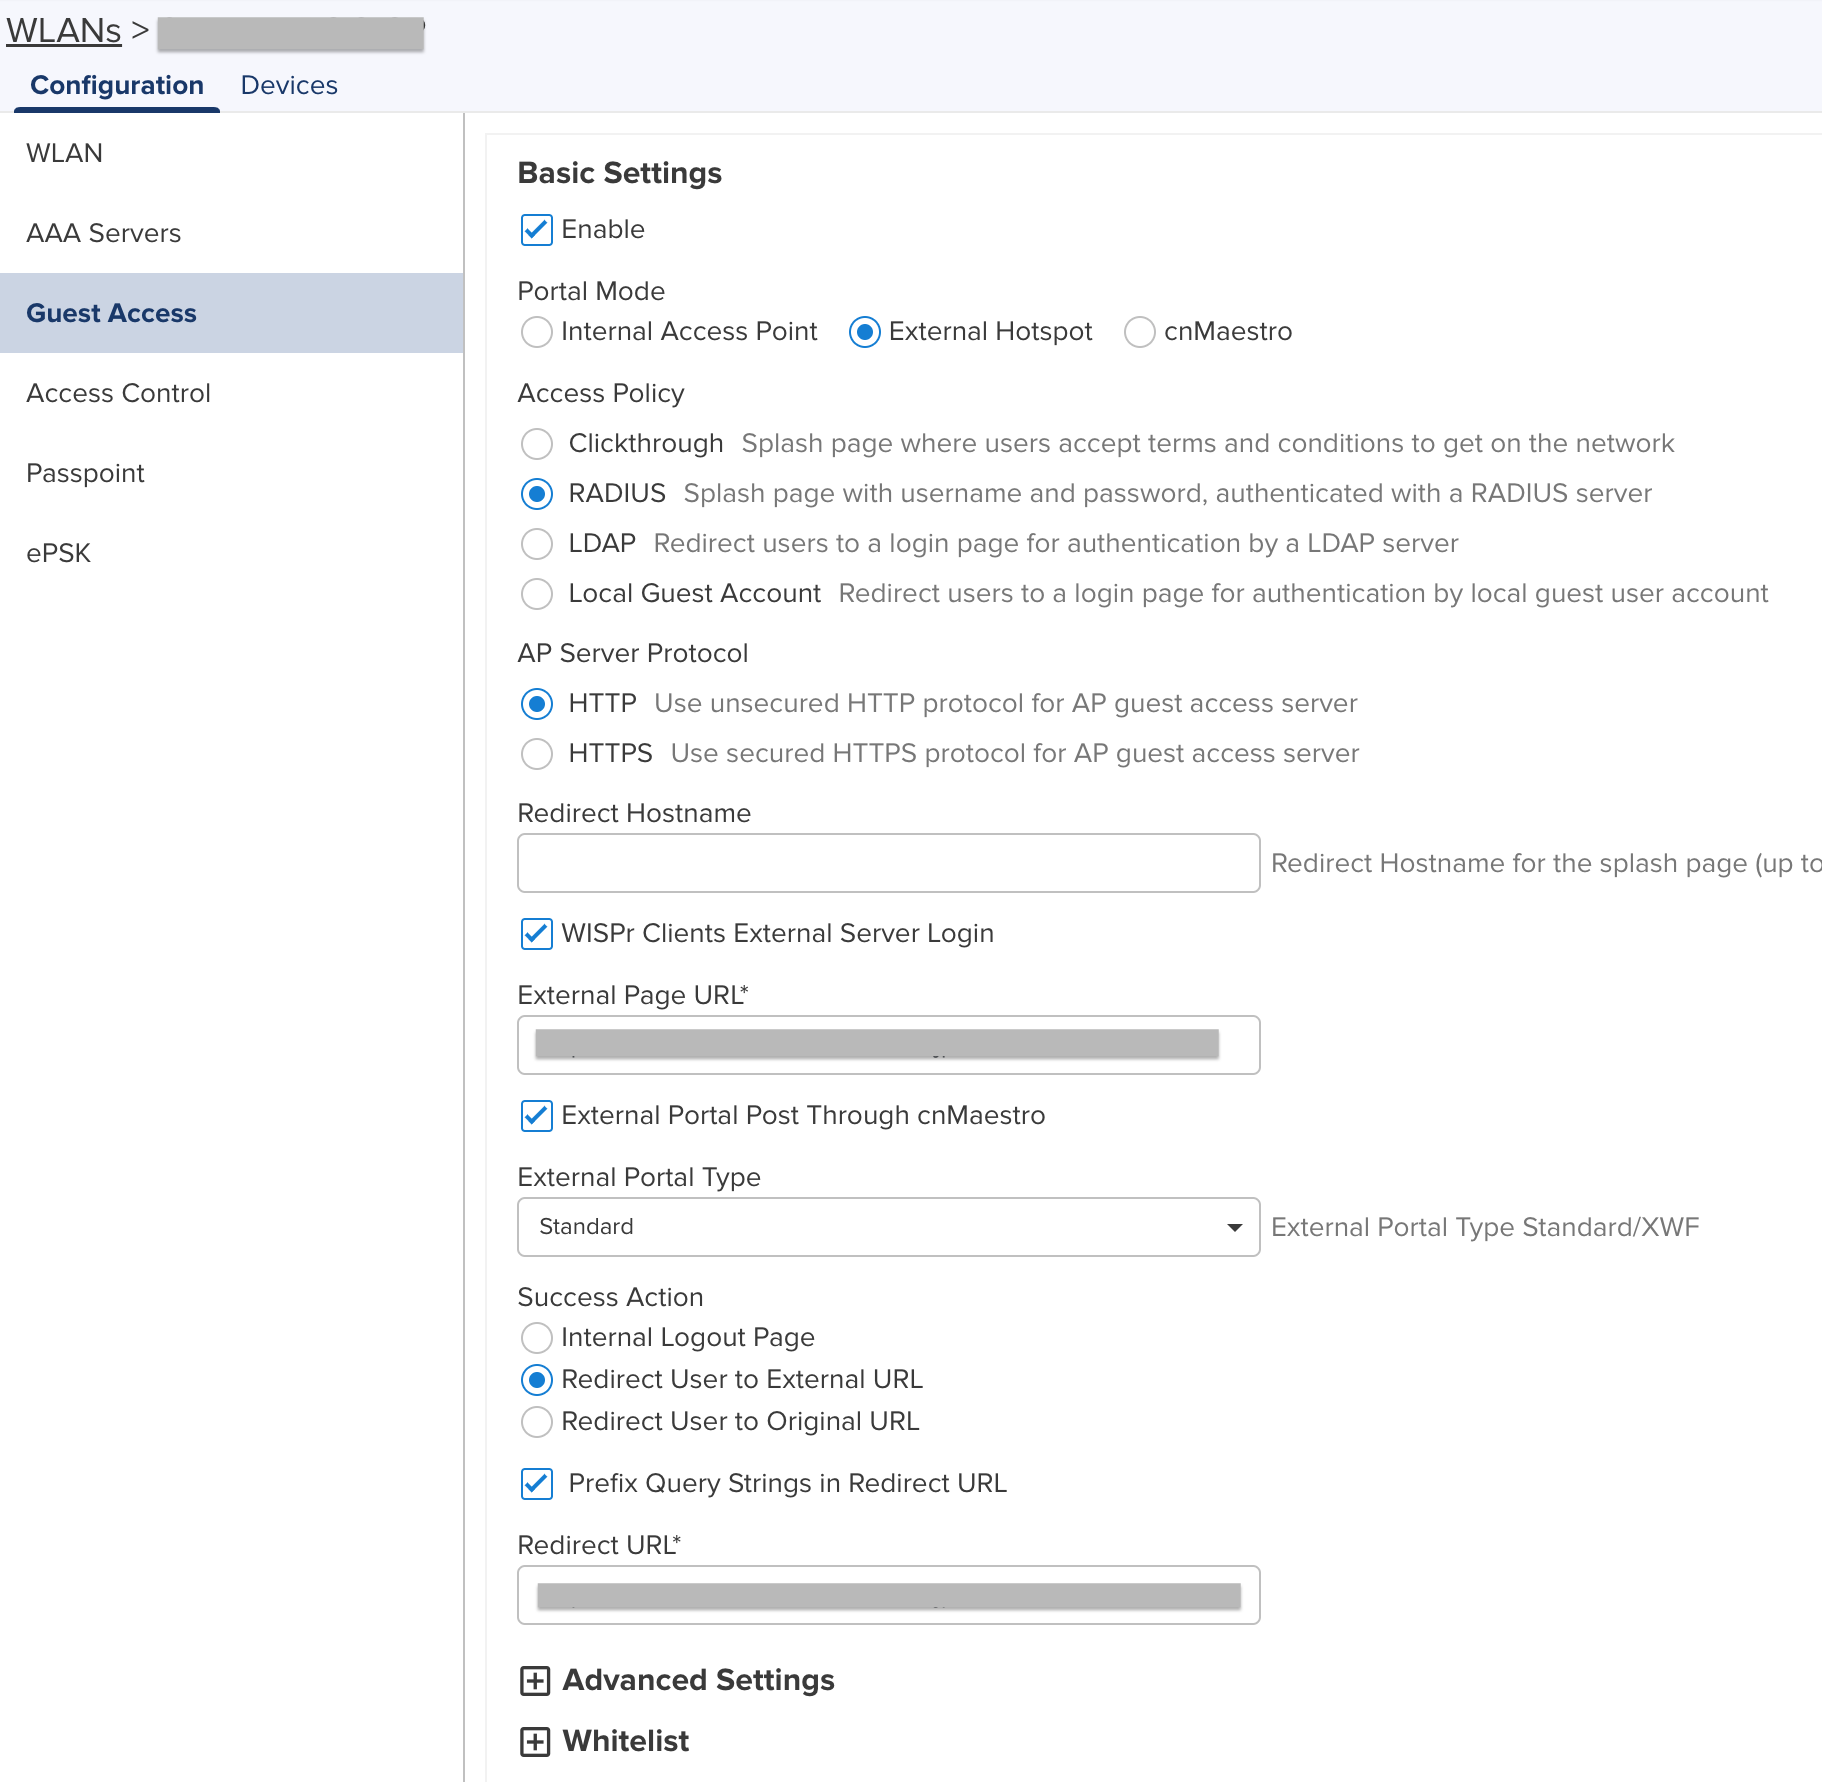 WLANs >
Configuration Devices
WLAN
AAA Servers
Guest Access
Access Control
Passpoint
ePSK
Basic Settings
Enable
Portal Mode
Internal Access Point External Hotspot cnMaestro
Access Policy
Clickthrough Splash page where users accept terms and conditions to get on the network
RADIUS Splash page with username and password, authenticated with a RADIUS server
LDAP Redirect users to a login page for authentication by a LDAP server
Local Guest Account Redirect users to a login page for authentication by local guest user account
AP Server Protocol
HTTP Use unsecured HTTP protocol for AP guest access server
HTTPS Use secured HTTPS protocol for AP guest access server
Redirect Hostname
Redirect Hostname for the splash page (up to
WISPr Clients External Server Login
External Page URL*
External Portal Post Through cnMaestro
External Portal Type
Standard External Portal Type Standard/XWF
Success Action
Internal Logout Page
Redirect User to External URL
Redirect User to Original URL
Prefix Query Strings in Redirect URL
Redirect URL*
Advanced Settings
Whitelist